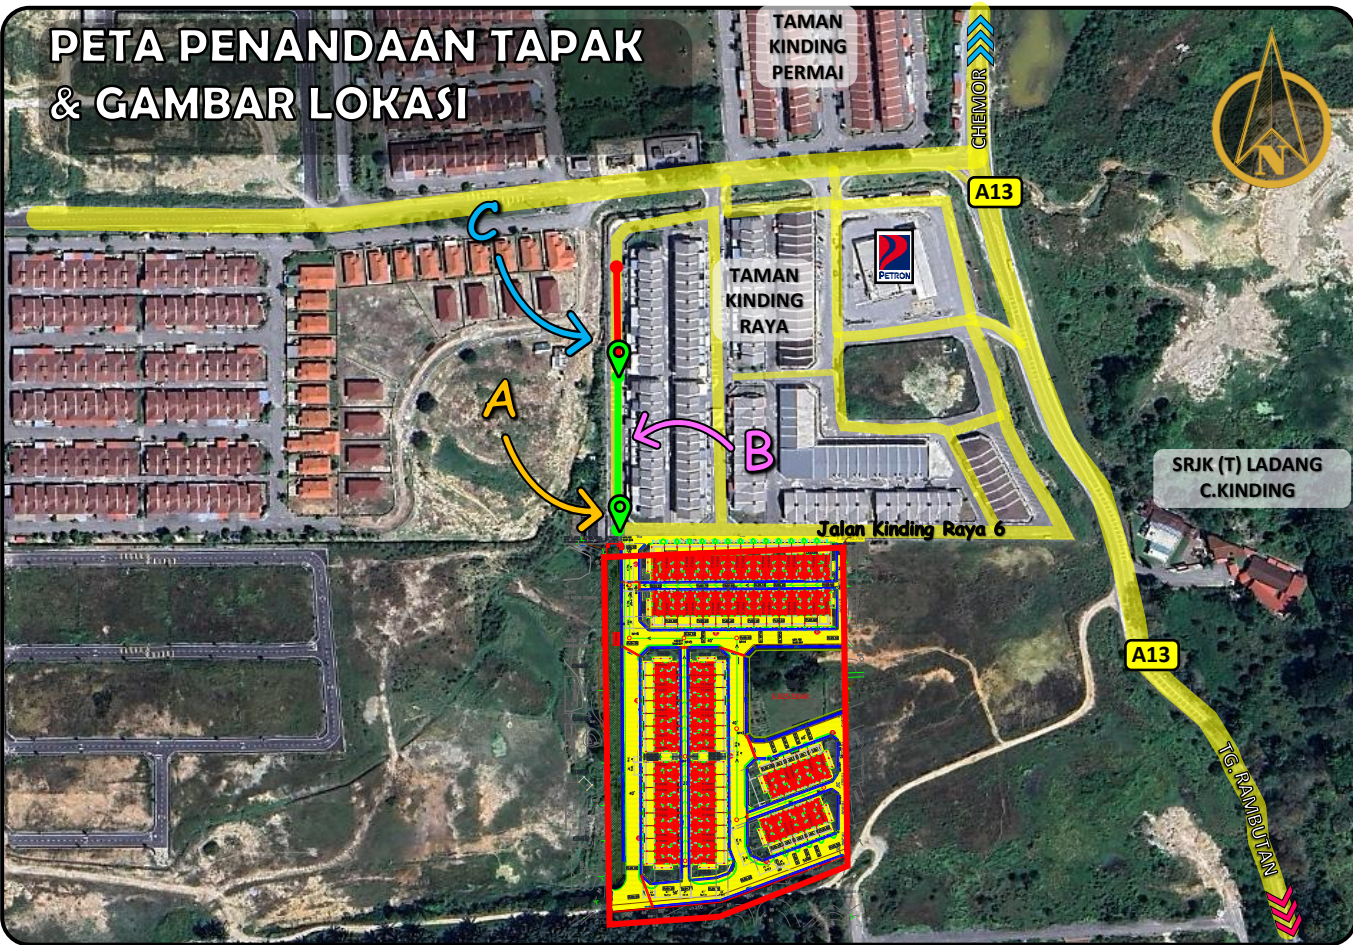 PETA PENANDAAN TAPAK
& GAMBAR LOKASI
TAMAN
KINDING
PERMAI
CHEMOR
N
A13
C
PETRON
TAMAN
KINDING
RAYA
A
B
SRJK (T) LADANG
C.KINDING
Jalan Kinding Raya 6
A13
TG.RAMBUTAN